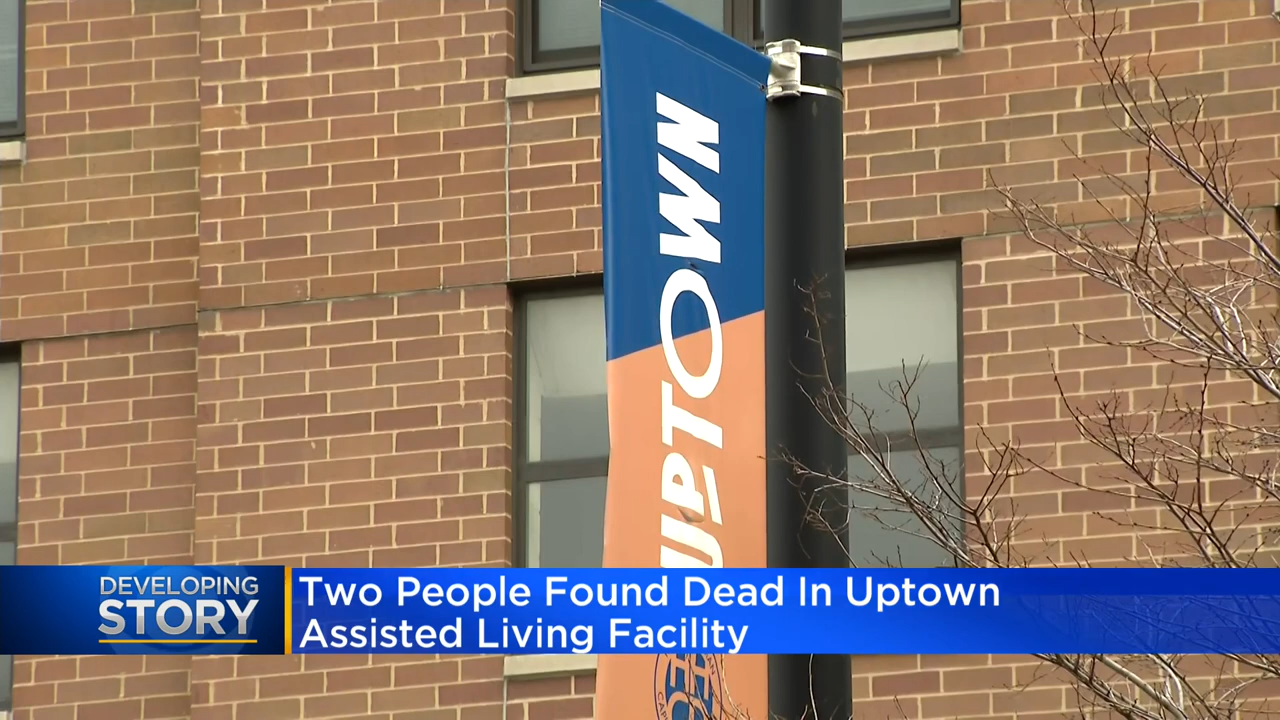 UPTOWN
DEVELOPING
STORY
Two People Found Dead In Uptown
Assisted Living Facility